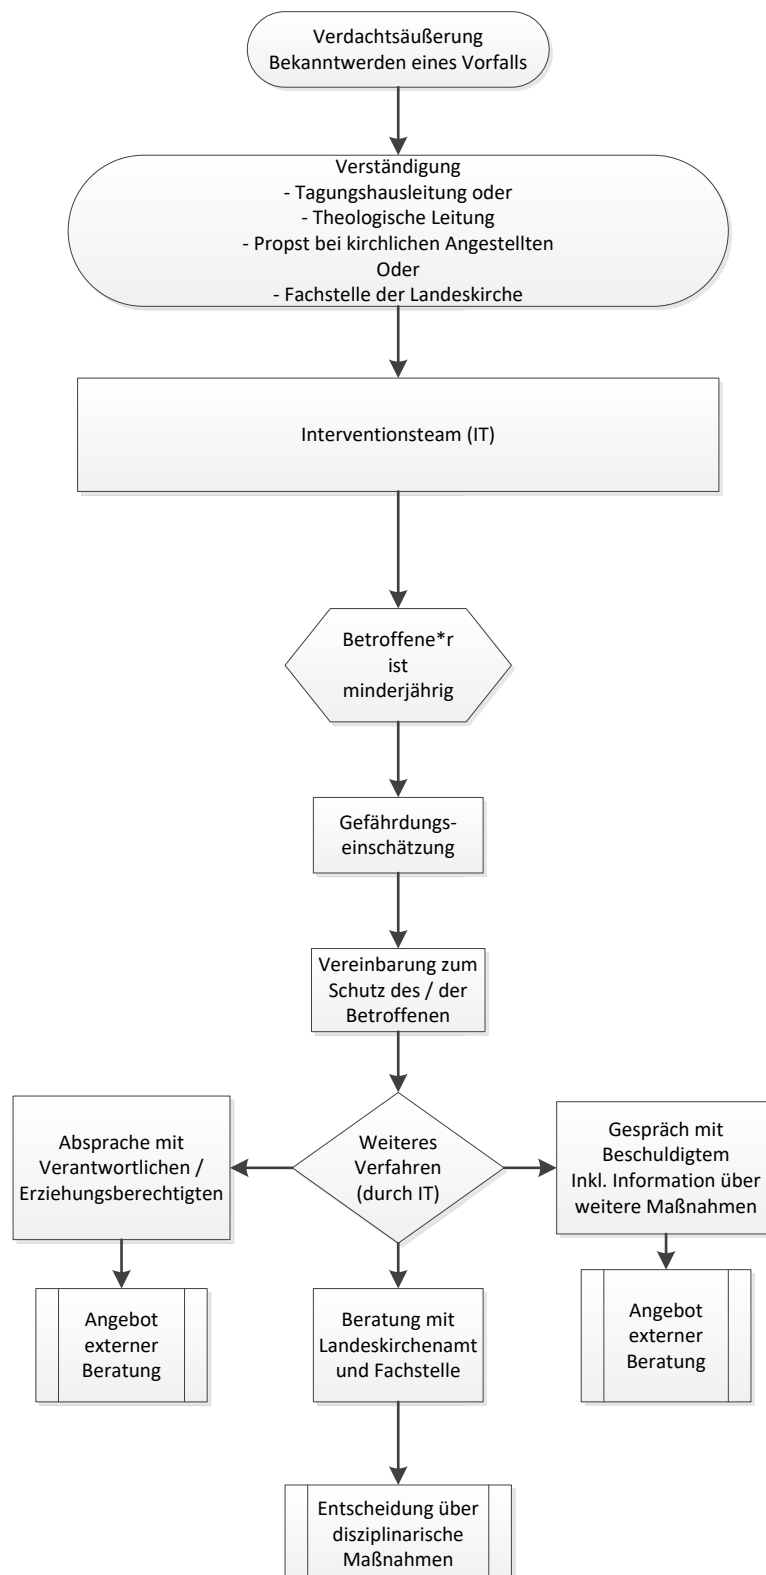 Verdachtsäußerung
Bekanntwerden eines Vorfalls
Verständigung
- Tagungshausleitung oder
- Theologische Leitung
- Propst bei kirchlichen Angestellten
Oder
- Fachstelle der Landeskirche
Interventionsteam (IT)
Betroffene*r
ist
minderjährig
Gefährdungs-
einschätzung
Vereinbarung zum
Schutz des / der
Betroffenen
Absprache mit
Verantwortlichen /
Erziehungsberechtigten
Weiteres
Verfahren
(durch IT)
Gespräch mit
Beschuldigtem
Inkl. Information über
weitere Maßnahmen
Angebot
externer
Beratung
Beratung mit
Landeskirchenamt
und Fachstelle
Angebot
externer
Beratung
Entscheidung über
disziplinarische
Maßnahmen